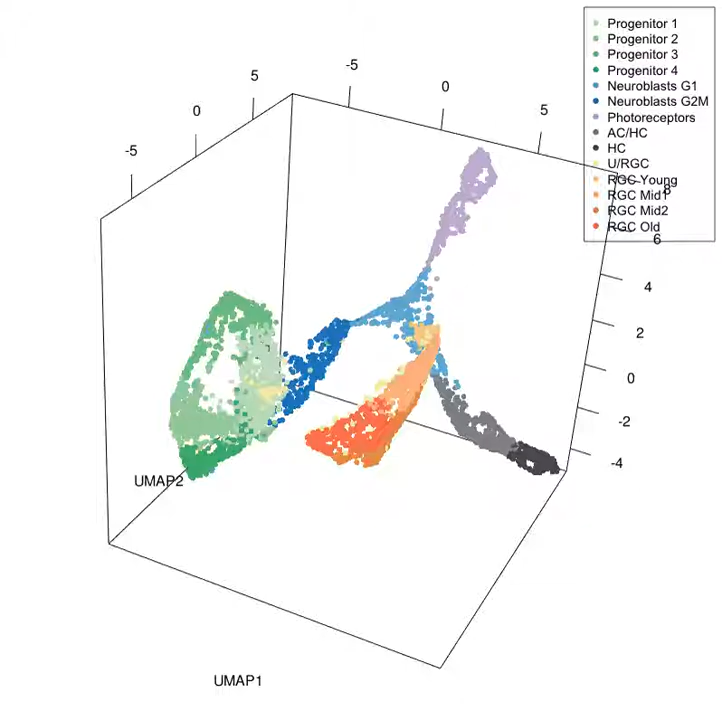 Progenitor 1
Progenitor 2
Progenitor 3
Progenitor 4
Neuroblasts G1
Neuroblasts G2M
Photoreceptors
AC/HC
HC
U/RGC
RGC Young
RGC Mid1
RGC Mid2
RGC Old
-5
0
5
-5
0
5
8
6
4
2
0
-2
-4
UMAP2
UMAP1